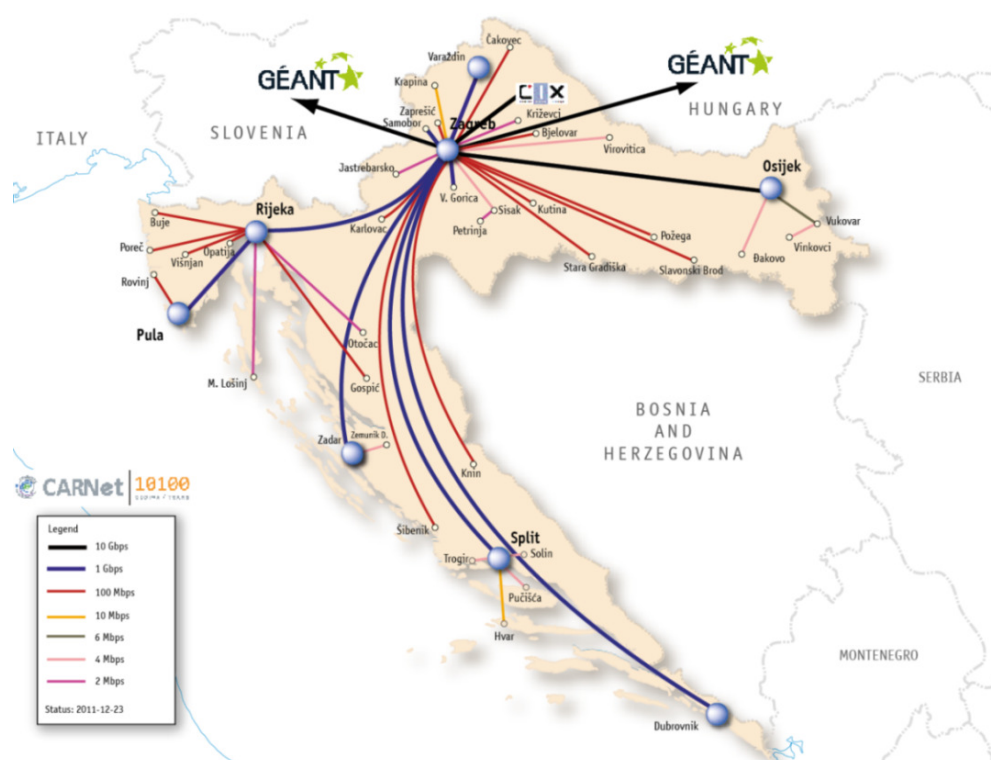 GÉANT
GÉANT
ITALY
SLOVENIA
HUNGARY
Čakovec
Varaždin
Krapina
CIX
Zaprešić
Samobor
Zagreb
Križevci
Bjelovar
Virovitica
Jastrebarsko
V. Gorica
Osijek
Sisak
Kutina
Petrinja
Karlovac
Vukovar
Vinkovci
Požega
Đakovo
Stara Gradiška
Slavonski Brod
Buje
Rijeka
Poreč
Višnjan
Opatija
Rovinj
Pula
Otočac
M. Lošinj
Gospić
SERBIA
BOSNIA
AND
HERZEGOVINA
Zadar
Zemunik D.
Knin
CARNet
10100
Šibenik
Split
Trogir
Solin
Pučišća
Hvar
MONTENEGRO
Dubrovnik
Legend
10 Gbps
1 Gbps
100 Mbps
10 Mbps
6 Mbps
4 Mbps
2 Mbps
Status: 2011-12-23